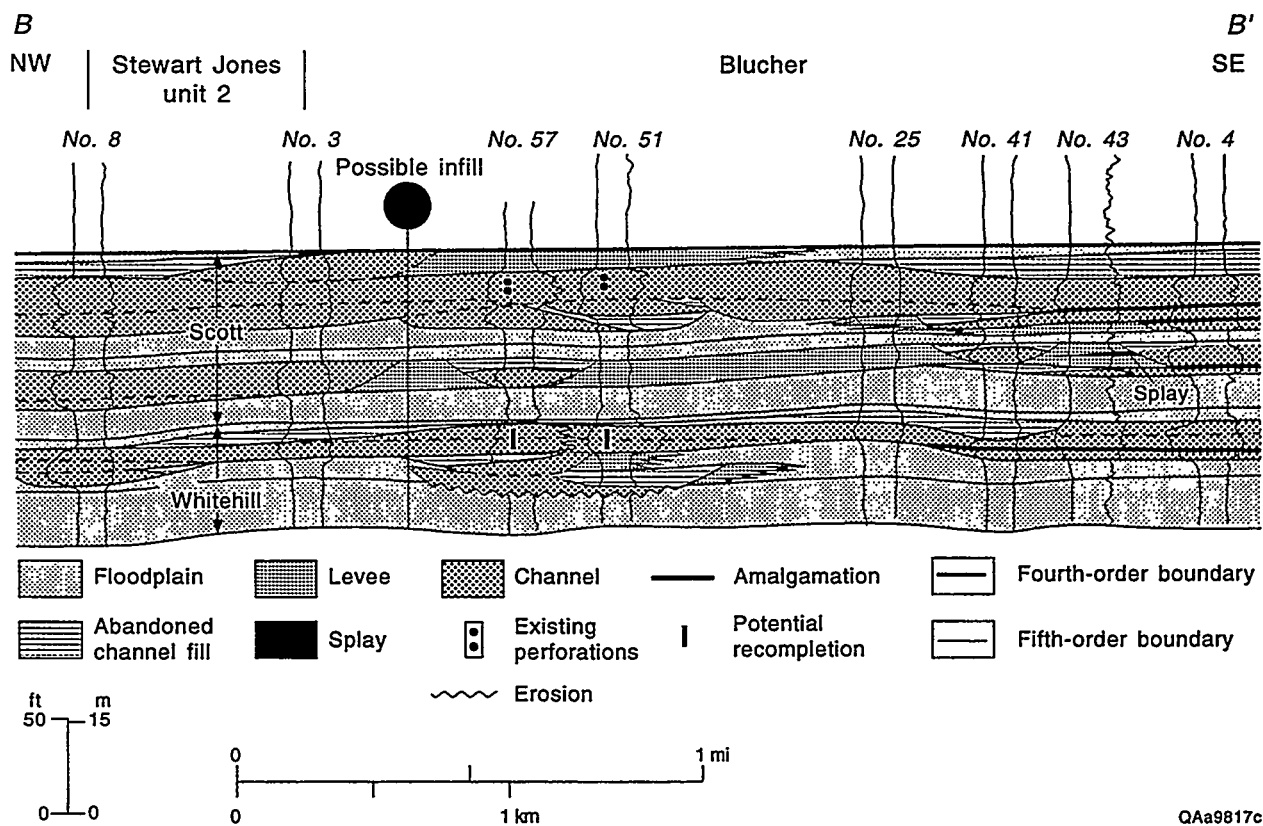 B
B'
NW
Stewart Jones
unit 2
Blucher
SE
No. 8
No. 3
No. 57
No. 51
No. 25
No. 41
No. 43
No. 4
Possible infill
Scott
Splay
Whitehill
Floodplain
Levee
Channel
Amalgamation
Fourth-order boundary
Abandoned
channel fill
Splay
Existing
perforations
Potential
recompletion
Fifth-order boundary
Erosion
ft
m
50
15
0
0
0
1 mi
0
1 km
QAa9817c